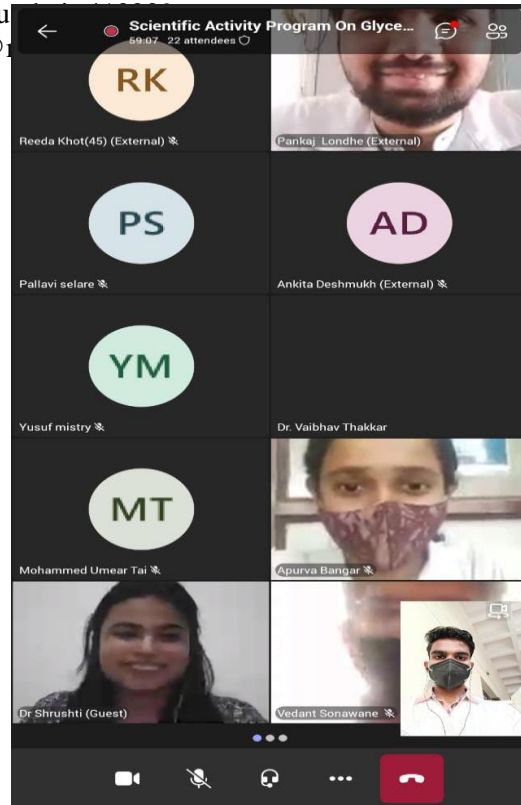 Scientific Activity Program On Glyce...
59:07 22 attendees
RK
Reeda Khot(45) (External)
Pankaj Londhe (External)
PS
Pallavi selare
AD
Ankita Deshmukh (External)
YM
Yusuf mistry
Dr. Vaibhav Thakkar
MT
Mohammed Umear Tai
Apurva Bangar
Dr Shrushti (Guest)
Vedant Sonawane